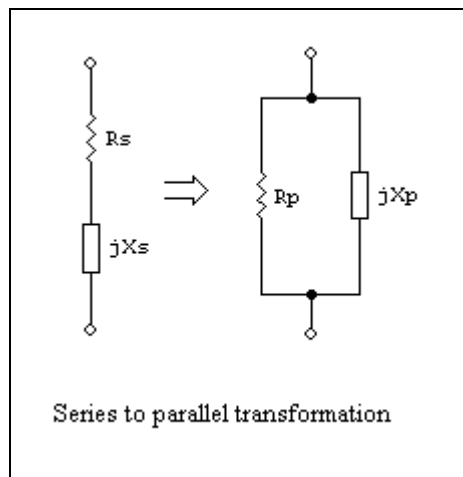 Rs
jXs
Rp
jXp
Series to parallel transformation